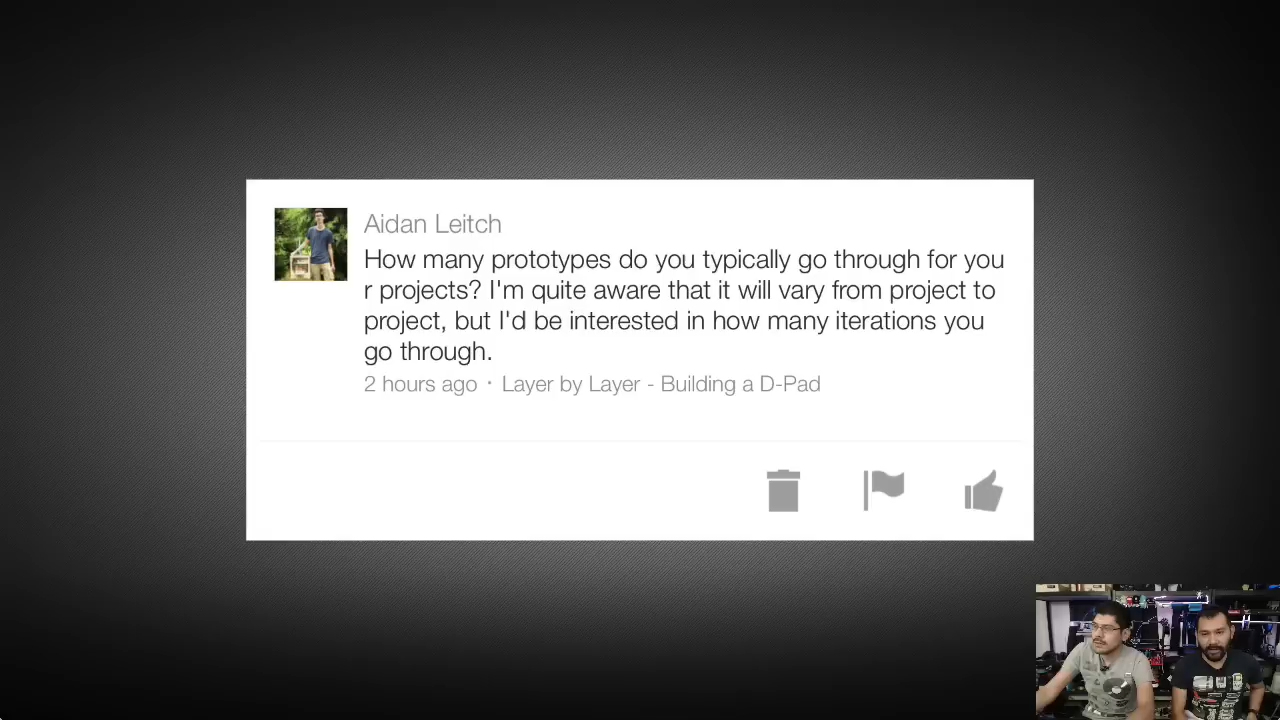 Aidan Leitch
How many prototypes do you typically go through for you
r projects? I'm quite aware that it will vary from project to
project, but I'd be interested in how many iterations you
go through.
2 hours ago · Layer by Layer - Building a D-Pad